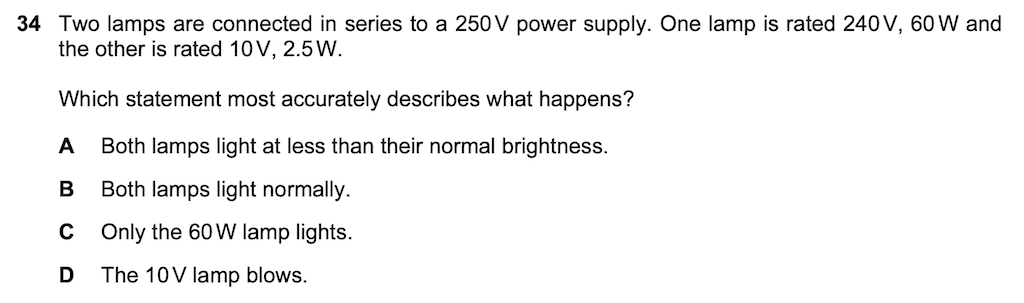 34 Two lamps are connected in series to a 250 V power supply. One lamp is rated 240 V, 60 W and
the other is rated 10 V, 2.5 W.
Which statement most accurately describes what happens?
A Both lamps light at less than their normal brightness.
B Both lamps light normally.
C Only the 60 W lamp lights.
D The 10 V lamp blows.